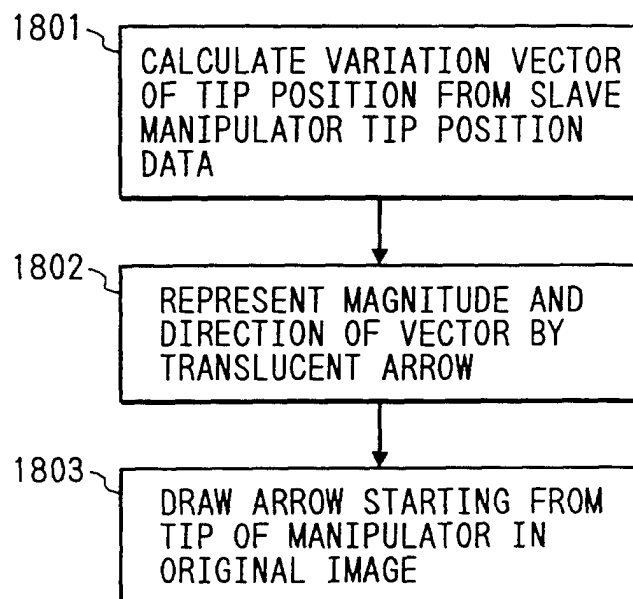 1801
CALCULATE VARIATION VECTOR
OF TIP POSITION FROM SLAVE
MANIPULATOR TIP POSITION
DATA
1802
REPRESENT MAGNITUDE AND
DIRECTION OF VECTOR BY
TRANSLUCENT ARROW
1803
DRAW ARROW STARTING FROM
TIP OF MANIPULATOR IN
ORIGINAL IMAGE